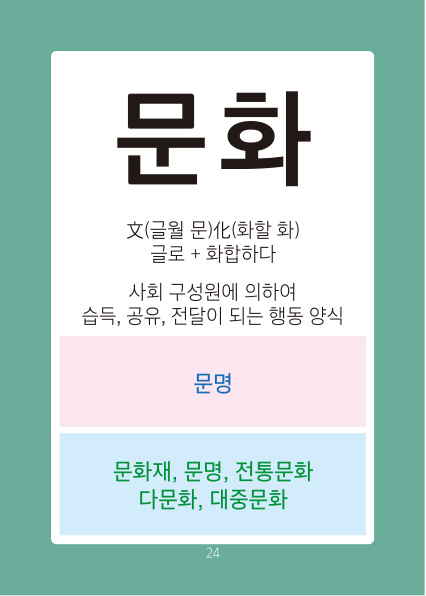 문화
文(글월 문)化(화할 화)
글로 + 화합하다
사회 구성원에 의하여
습득, 공유, 전달이 되는 행동 양식
문명
문화재, 문명, 전통문화
다문화, 대중문화
24